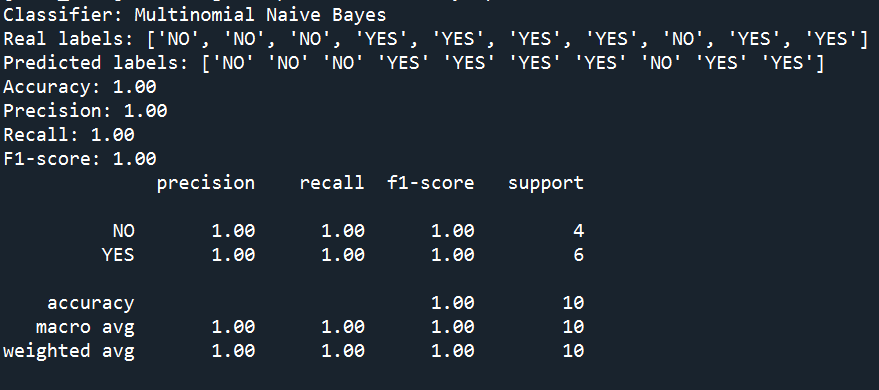 Classifier: Multinomial Naive Bayes
Real labels: ['NO', 'NO', 'NO', 'YES', 'YES', 'YES', 'YES', 'NO', 'YES', 'YES']
Predicted labels: ['NO' 'NO' 'NO' 'YES' 'YES' 'YES' 'YES' 'NO' 'YES' 'YES']
Accuracy: 1.00
Precision: 1.00
Recall: 1.00
F1-score: 1.00
precision recall f1-score support
NO 1.00 1.00 1.00 4
YES 1.00 1.00 1.00 6
accuracy 1.00 10
macro avg 1.00 1.00 1.00 10
weighted avg 1.00 1.00 1.00 10